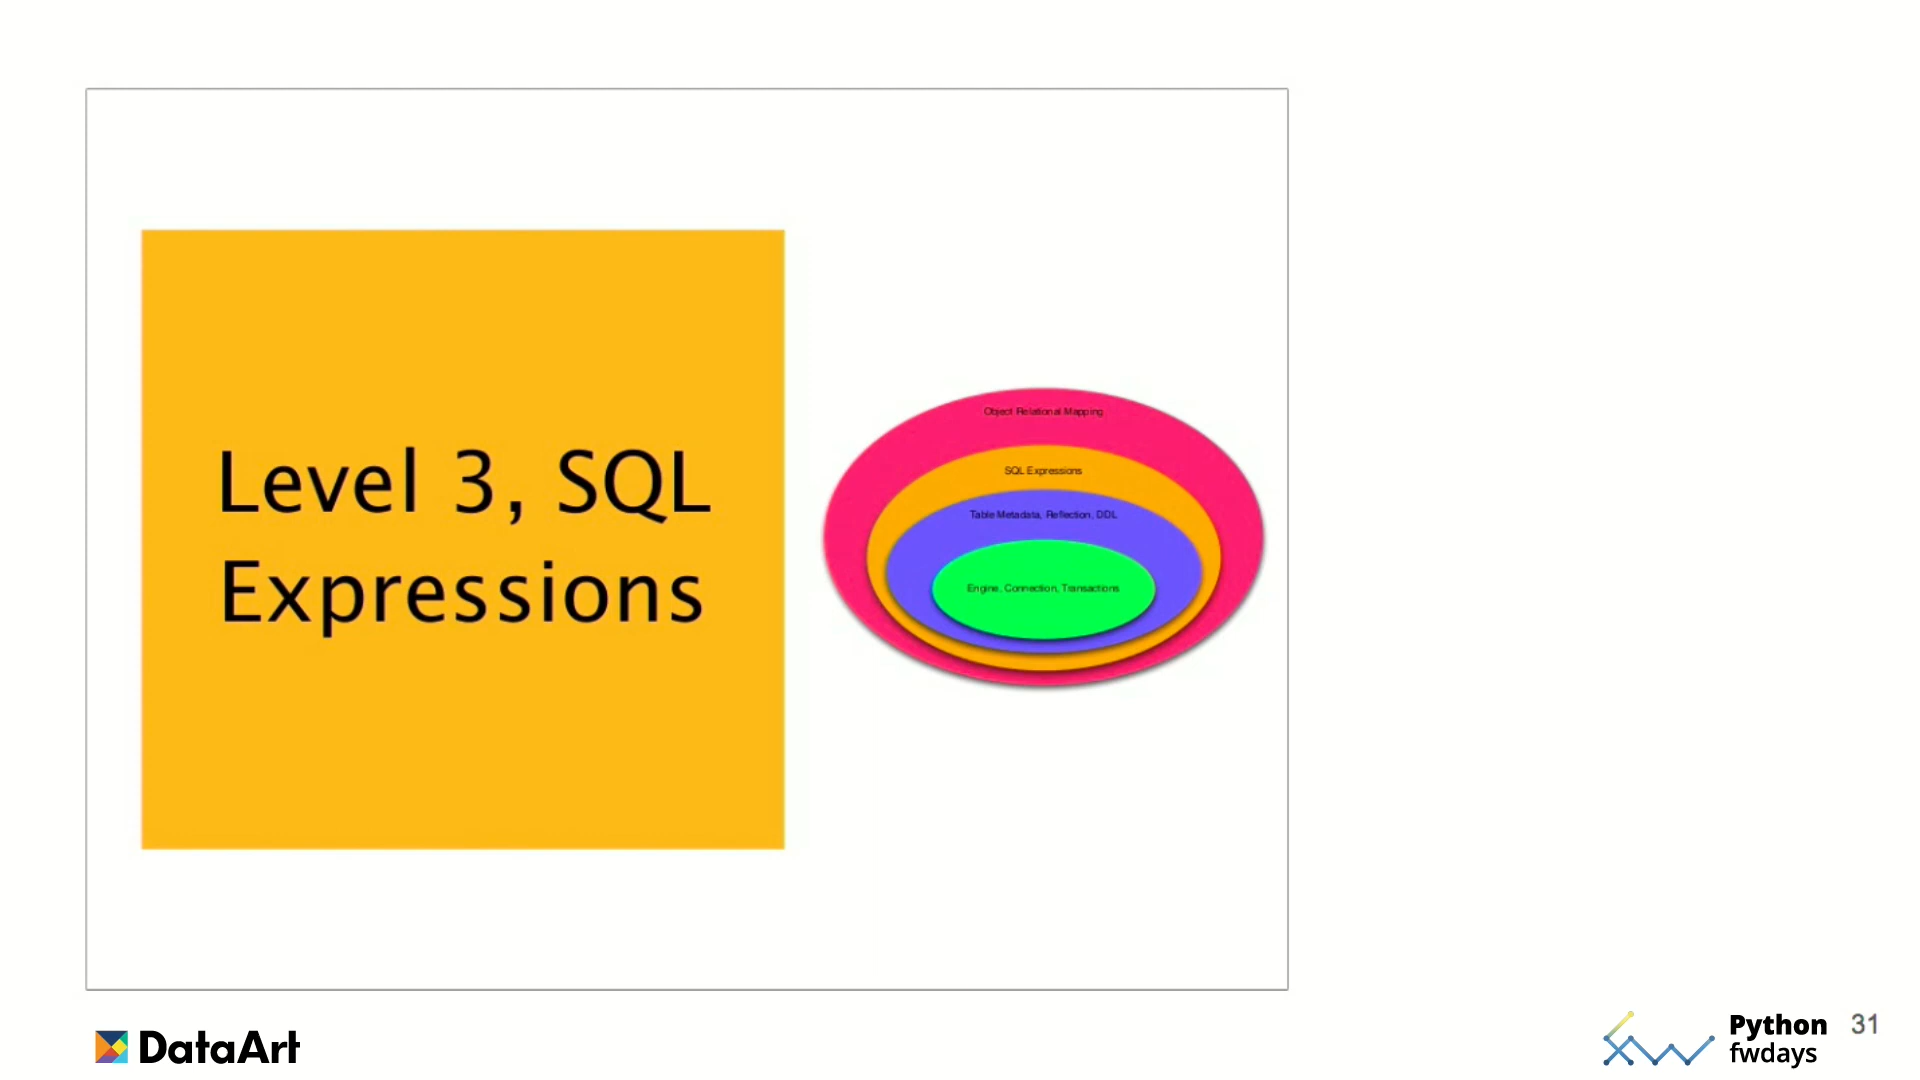 Level 3, SQL
Expressions
Object Relational Mapping
SQL Expressions
Table Metadata, Reflection, DDL
Engine, Connection, Transactions
DataArt
Python
fwdays
31